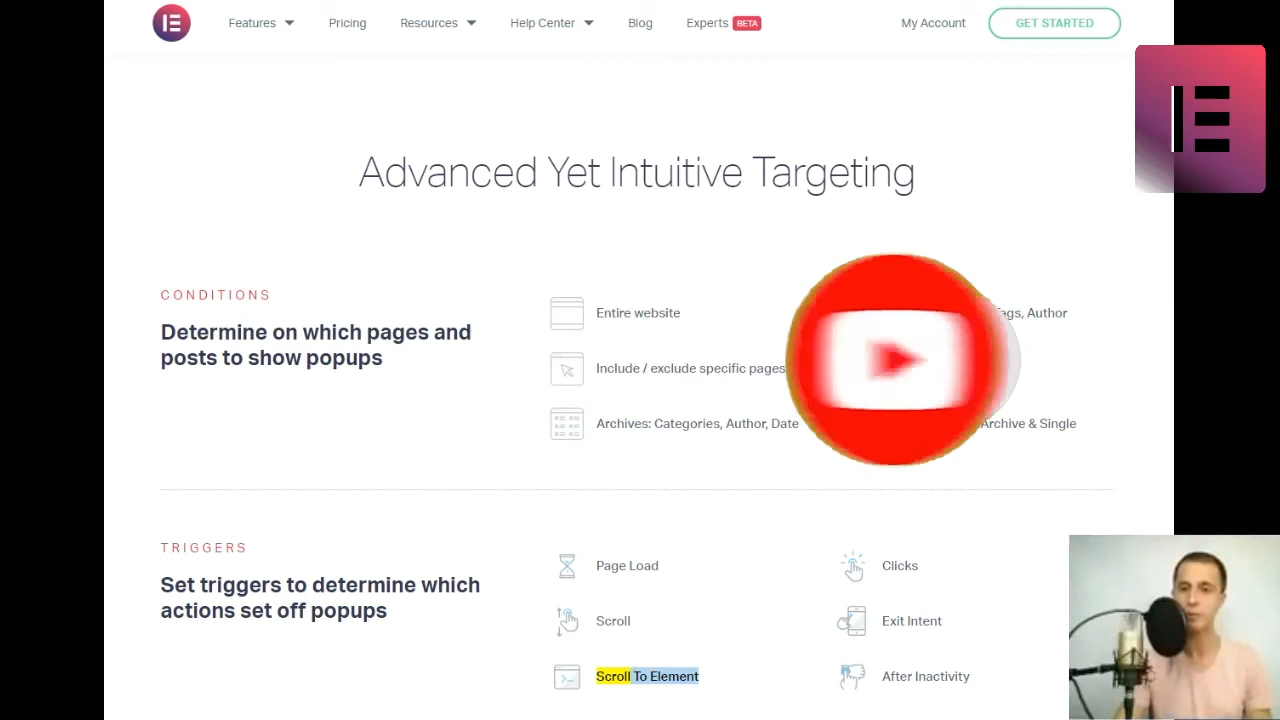 Features
Pricing
Resources
Help Center
Blog
Experts BETA
My Account
GET STARTED
Advanced Yet Intuitive Targeting
CONDITIONS
Determine on which pages and
posts to show popups
Entire website
Tags, Author
Include / exclude specific pages
Archives: Categories, Author, Date
Archive & Single
TRIGGERS
Set triggers to determine which
actions set off popups
Page Load
Clicks
Scroll
Exit Intent
Scroll To Element
After Inactivity